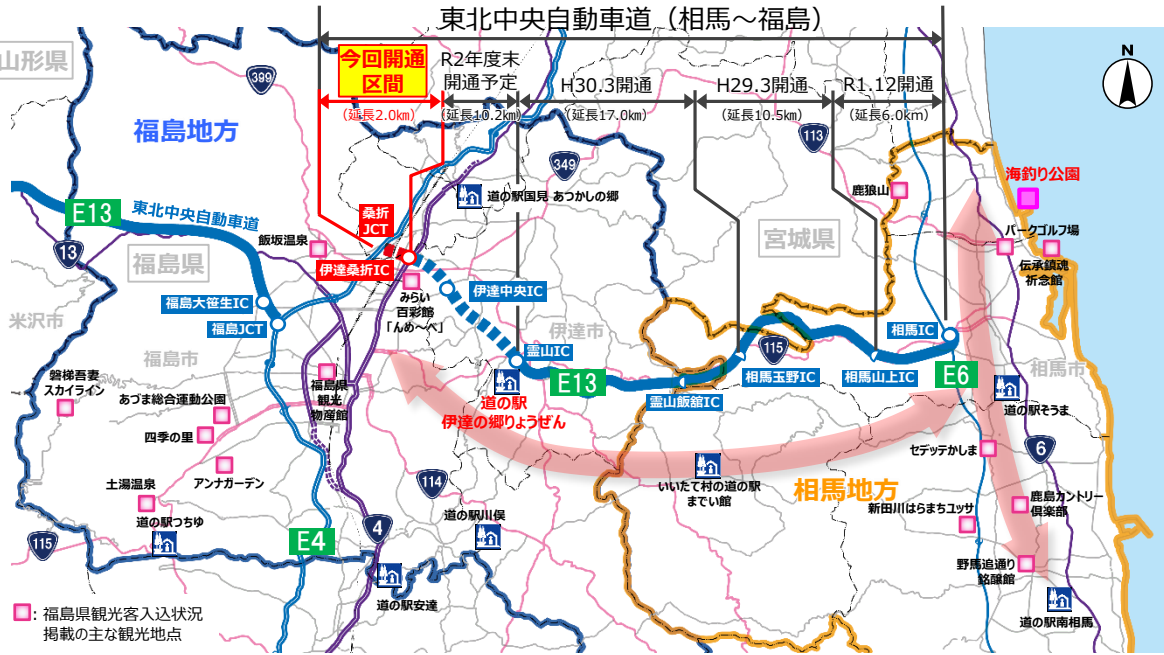 東北中央自動車道（相馬～福島）
山形県
今回開通
区間
（延長2.0km）
R2年度末
開通予定
（延長10.2km）
H30.3開通
（延長17.0km）
H29.3開通
（延長10.5km）
R1.12開通
（延長6.0km）
N
399
福島地方
113
349
鹿狼山
海釣り公園
道の駅国見 あつかしの郷
E13
東北中央自動車道
桑折
JCT
飯坂温泉
宮城県
パークゴルフ場
13
福島県
伊達桑折IC
伝承鎮魂
祈念館
みらい
百彩館
「んめ～べ」
伊達中央IC
福島大笹生IC
米沢市
福島JCT
伊達市
相馬IC
霊山IC
115
福島市
相馬玉野IC
相馬山上IC
E6
相馬市
磐梯吾妻
スカイライン
福島県
観光
物産館
E13
霊山飯舘IC
道の駅
伊達の郷りょうぜん
道の駅そうま
あづま総合運動公園
四季の里
セデッテかしま
6
アンナガーデン
土湯温泉
114
いいたて村の道の駅
までい館
相馬地方
鹿島カントリー
倶楽部
道の駅つちゆ
道の駅川俣
新田川はらまちユッサ
115
E4
4
野馬追通り
銘醸館
道の駅安達
道の駅南相馬
：福島県観光客入込状況
掲載の主な観光地点